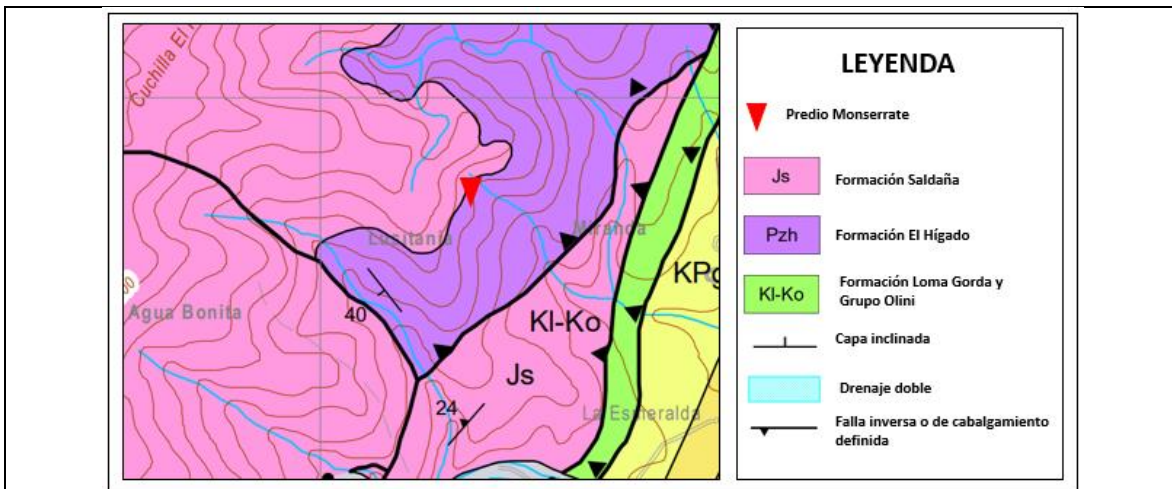 Cuchilla El
LEYENDA
Predio Monserrate
Js
Formación Saldaña
Lusitania
Miranda
Pzh
Formación El Hígado
KPg
00
Agua Bonita
40
Kl-Ko
Kl-Ko
Formación Loma Gorda y
Grupo Olini
Js
Capa inclinada
24
La Esmeralda
Drenaje doble
Falla inversa o de cabalgamiento
definida